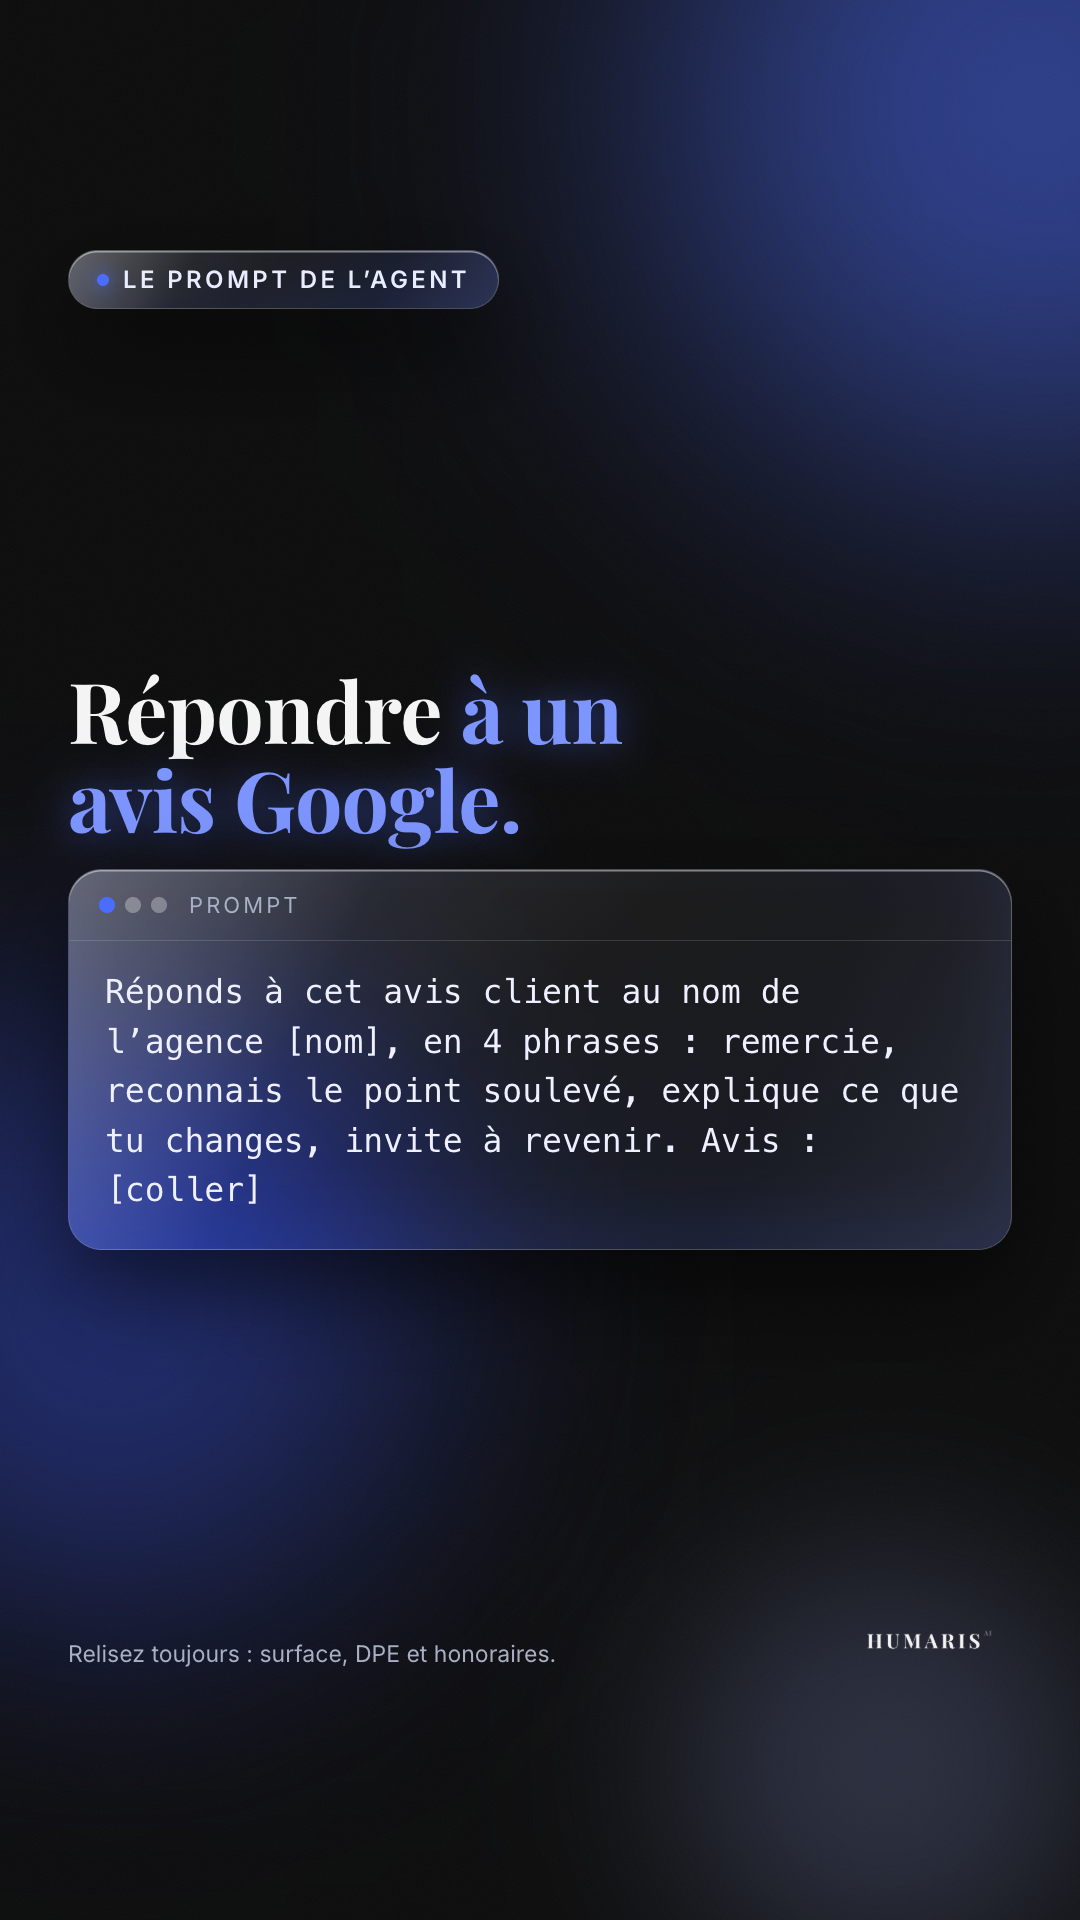 LE PROMPT DE L’AGENT
Répondre à un
avis Google.
PROMPT
Réponds à cet avis client au nom de
l’agence [nom], en 4 phrases : remercie,
reconnais le point soulevé, explique ce que
tu changes, invite à revenir. Avis :
[coller]
Relisez toujours : surface, DPE et honoraires.
HUMARIS AI